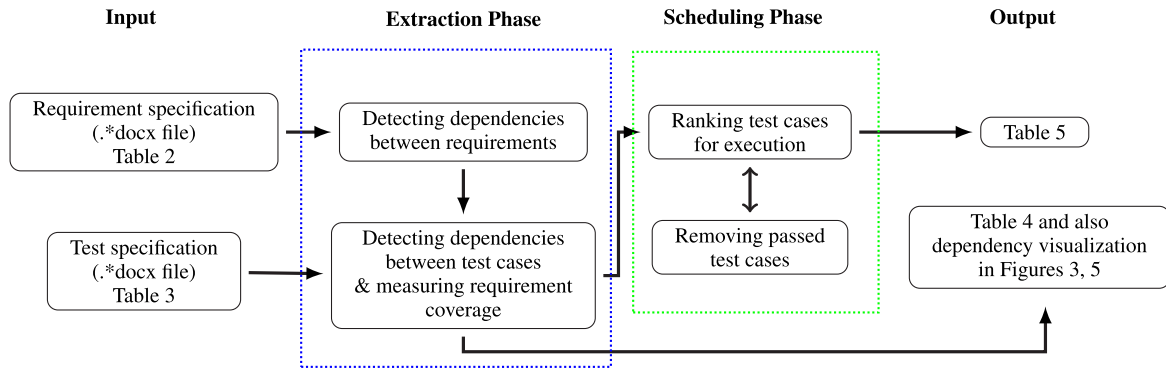 Input
Extraction Phase
Scheduling Phase
Output
Requirement specification
(.*docx file)
Table 2
Detecting dependencies
between requirements
Ranking test cases
for execution
Table 5
Test specification
(.*docx file)
Table 3
Detecting dependencies
between test cases
& measuring requirement
coverage
Removing passed
test cases
Table 4 and also
dependency visualization
in Figures 3, 5